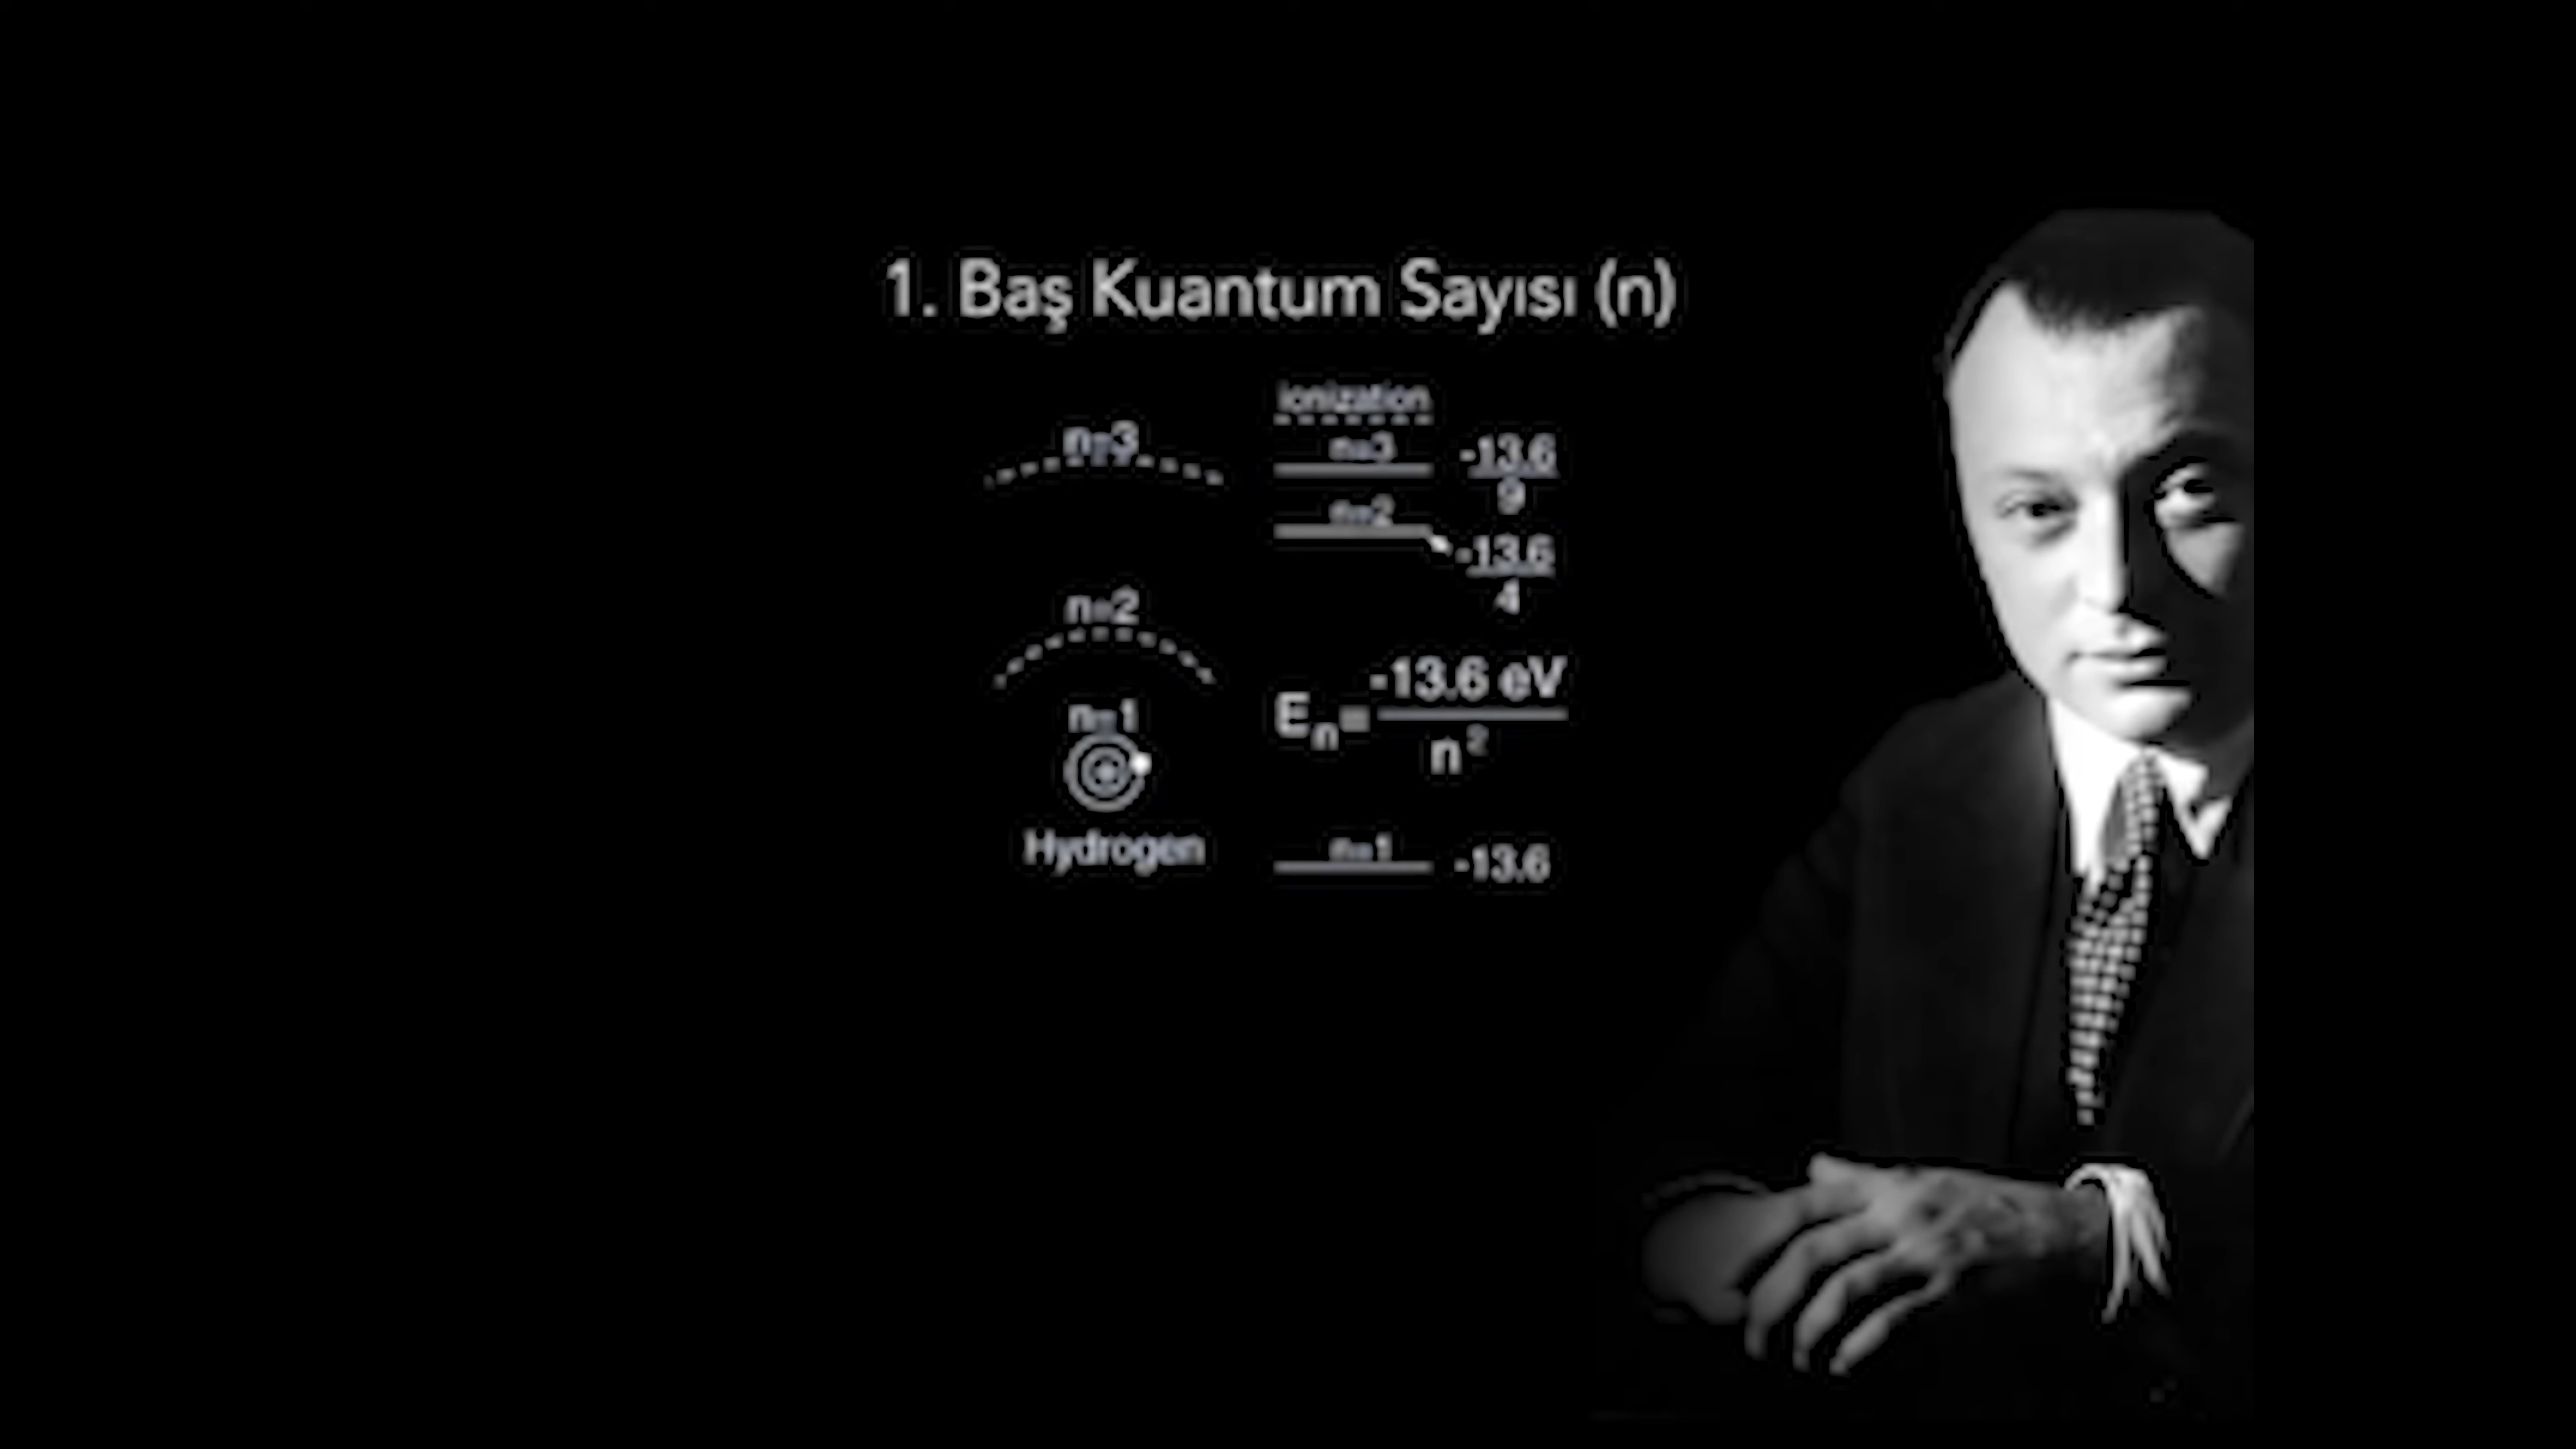 1. Baş Kuantum Sayısı (n)
n=3
n=2
n=1
Hydrogen
ionization
n=3
-13.6
9
n=2
-13.6
4
En= -13.6 eV
n²
n=1
-13.6